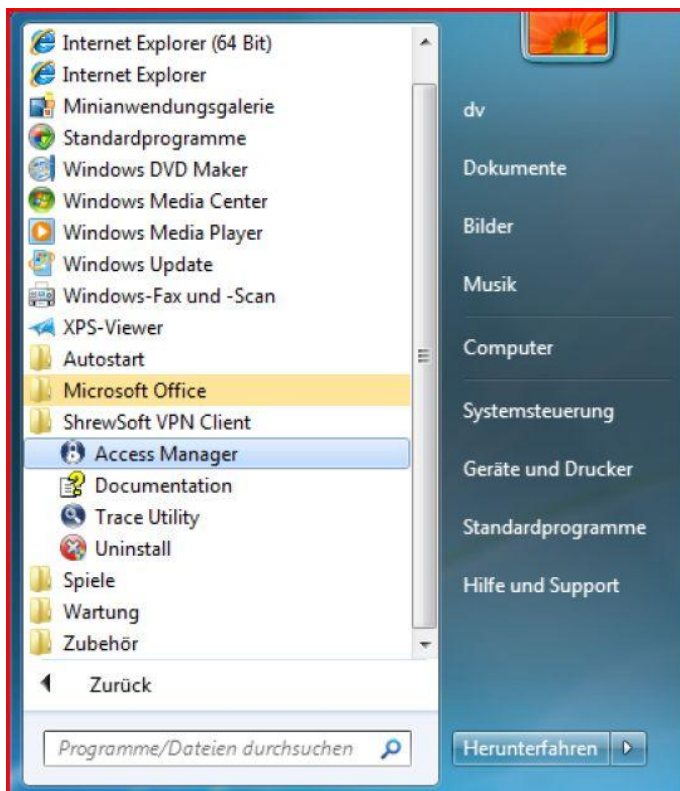 Internet Explorer (64 Bit)
Internet Explorer
Minianwendungsgalerie
Standardprogramme
Windows DVD Maker
Windows Media Center
Windows Media Player
Windows Update
Windows-Fax und -Scan
XPS-Viewer
Autostart
Microsoft Office
ShrewSoft VPN Client
Access Manager
Documentation
Trace Utility
Uninstall
Spiele
Wartung
Zubehör
Zurück
Programme/Dateien durchsuchen
dv
Dokumente
Bilder
Musik
Computer
Systemsteuerung
Geräte und Drucker
Standardprogramme
Hilfe und Support
Herunterfahren